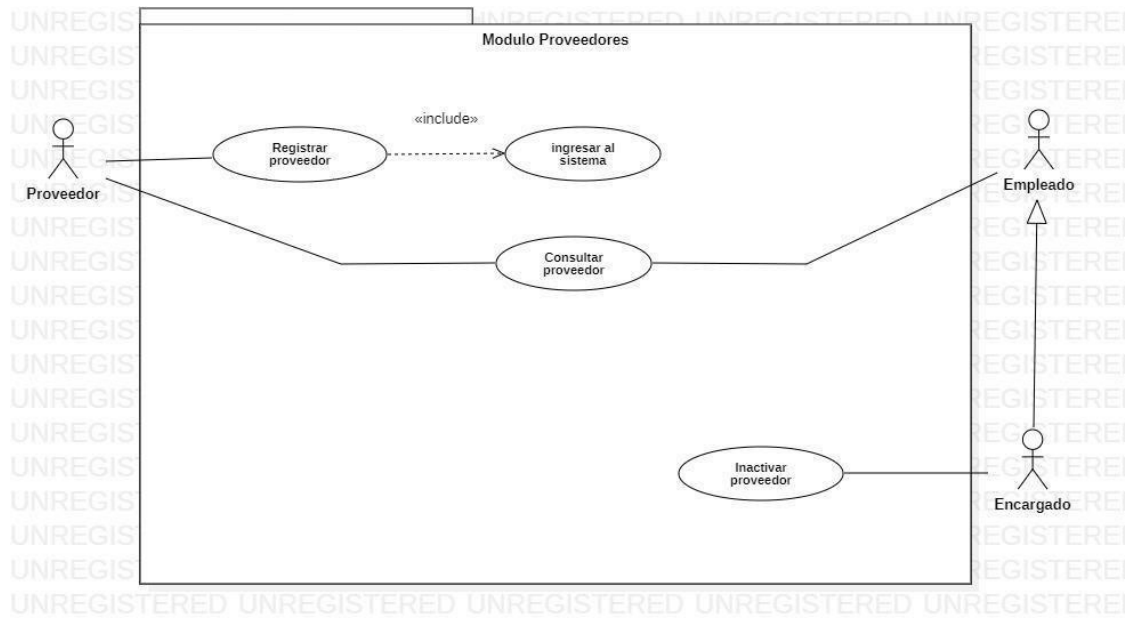 UNREGISTERED UNREGISTERED UNREGISTERED UNREGISTERED UNREGISTERE
Modulo Proveedores
«include»
Registrar
proveedor
ingresar al
sistema
Proveedor
Empleado
Consultar
proveedor
Inactivar
proveedor
Encargado